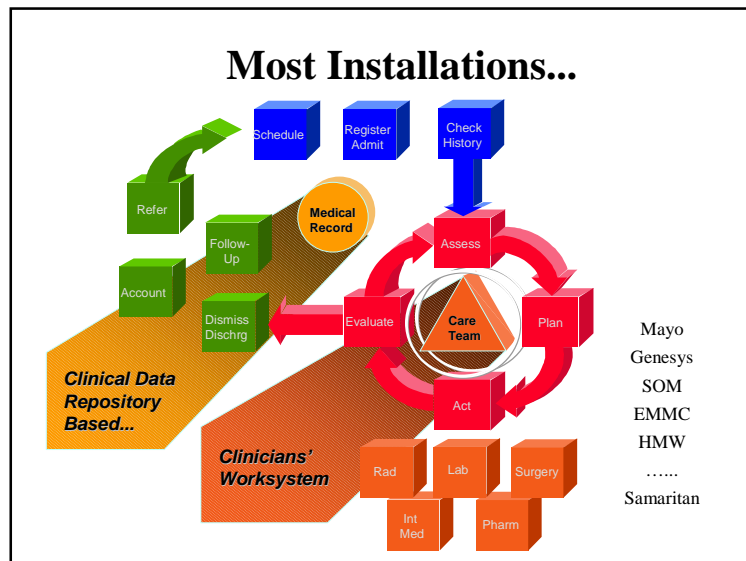 Most Installations...
Schedule
Register
Admit
Check
History
Refer
Medical
Record
Follow-
Up
Assess
Account
Dismiss
Dischrg
Evaluate
Care
Team
Plan
Act
Clinical Data
Repository
Based...
Clinicians'
Worksystem
Rad
Lab
Surgery
Int
Med
Pharm
Mayo
Genesys
SOM
EMMC
HMW
…...
Samaritan